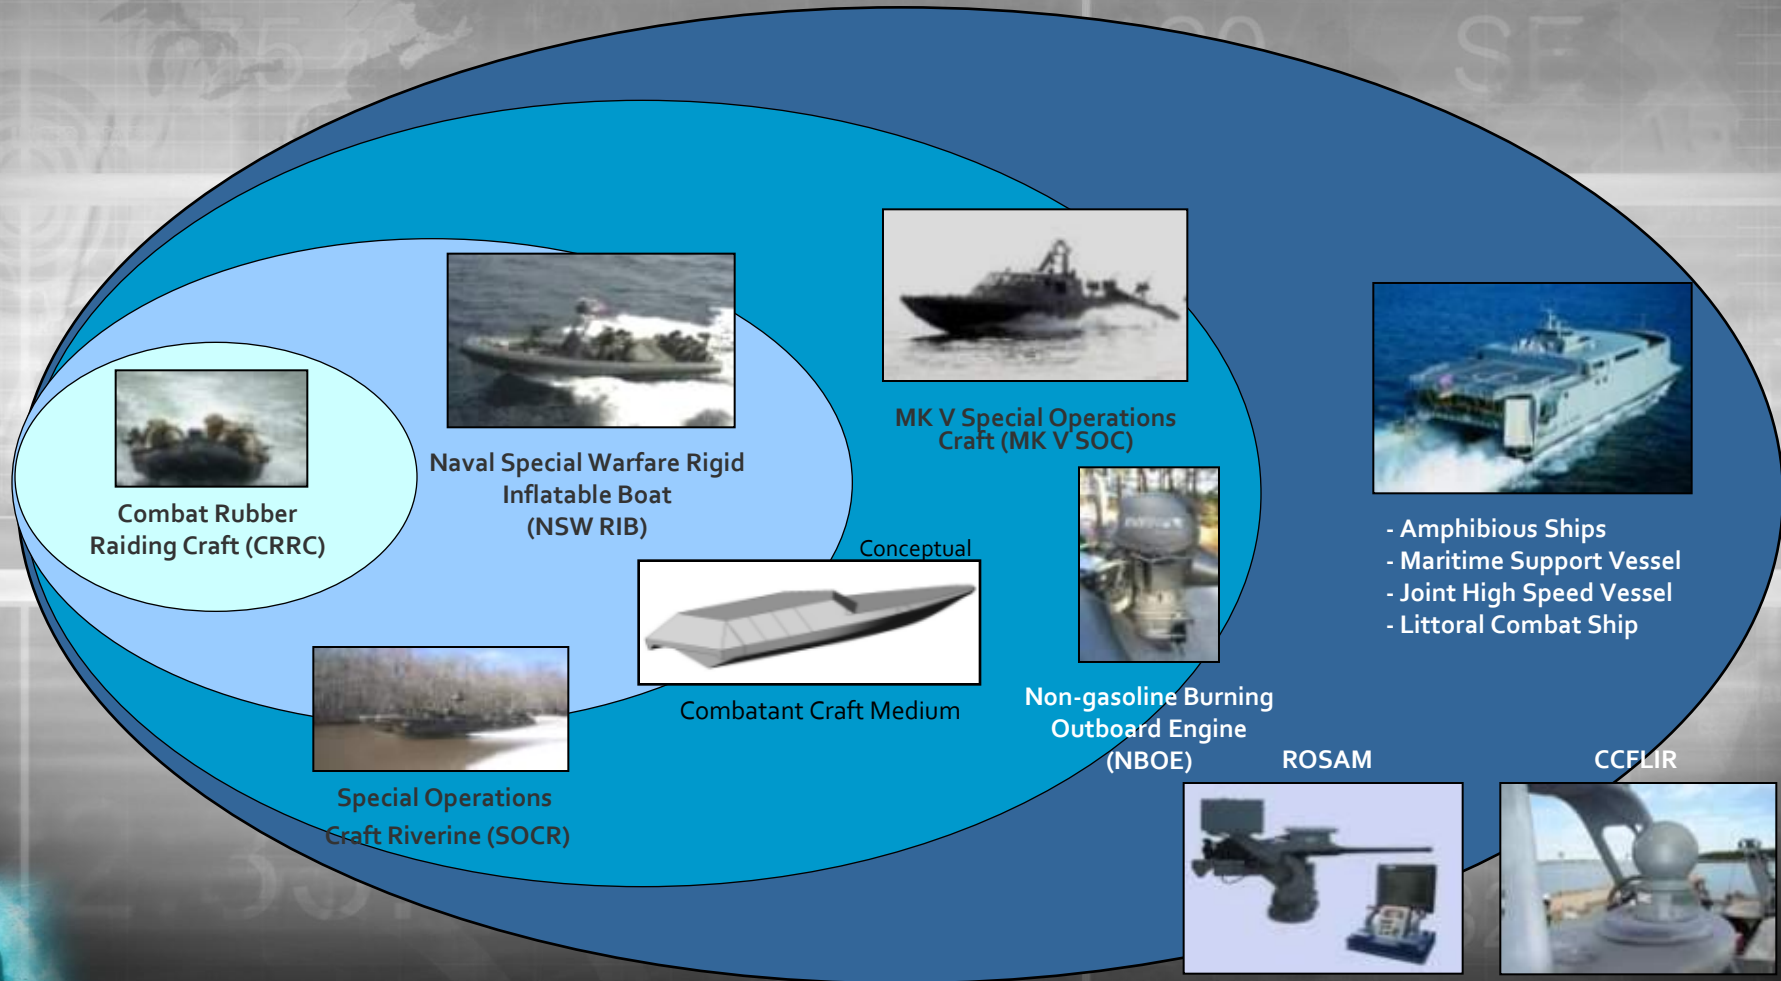 Combat Rubber
Raiding Craft (CRRC)
Naval Special Warfare Rigid
Inflatable Boat
(NSW RIB)
MK V Special Operations
Craft (MK V SOC)
- Amphibious Ships
- Maritime Support Vessel
- Joint High Speed Vessel
- Littoral Combat Ship
Conceptual
Combatant Craft Medium
Non-gasoline Burning
Outboard Engine
(NBOE)
Special Operations
Craft Riverine (SOCR)
ROSAM
CCFLIR